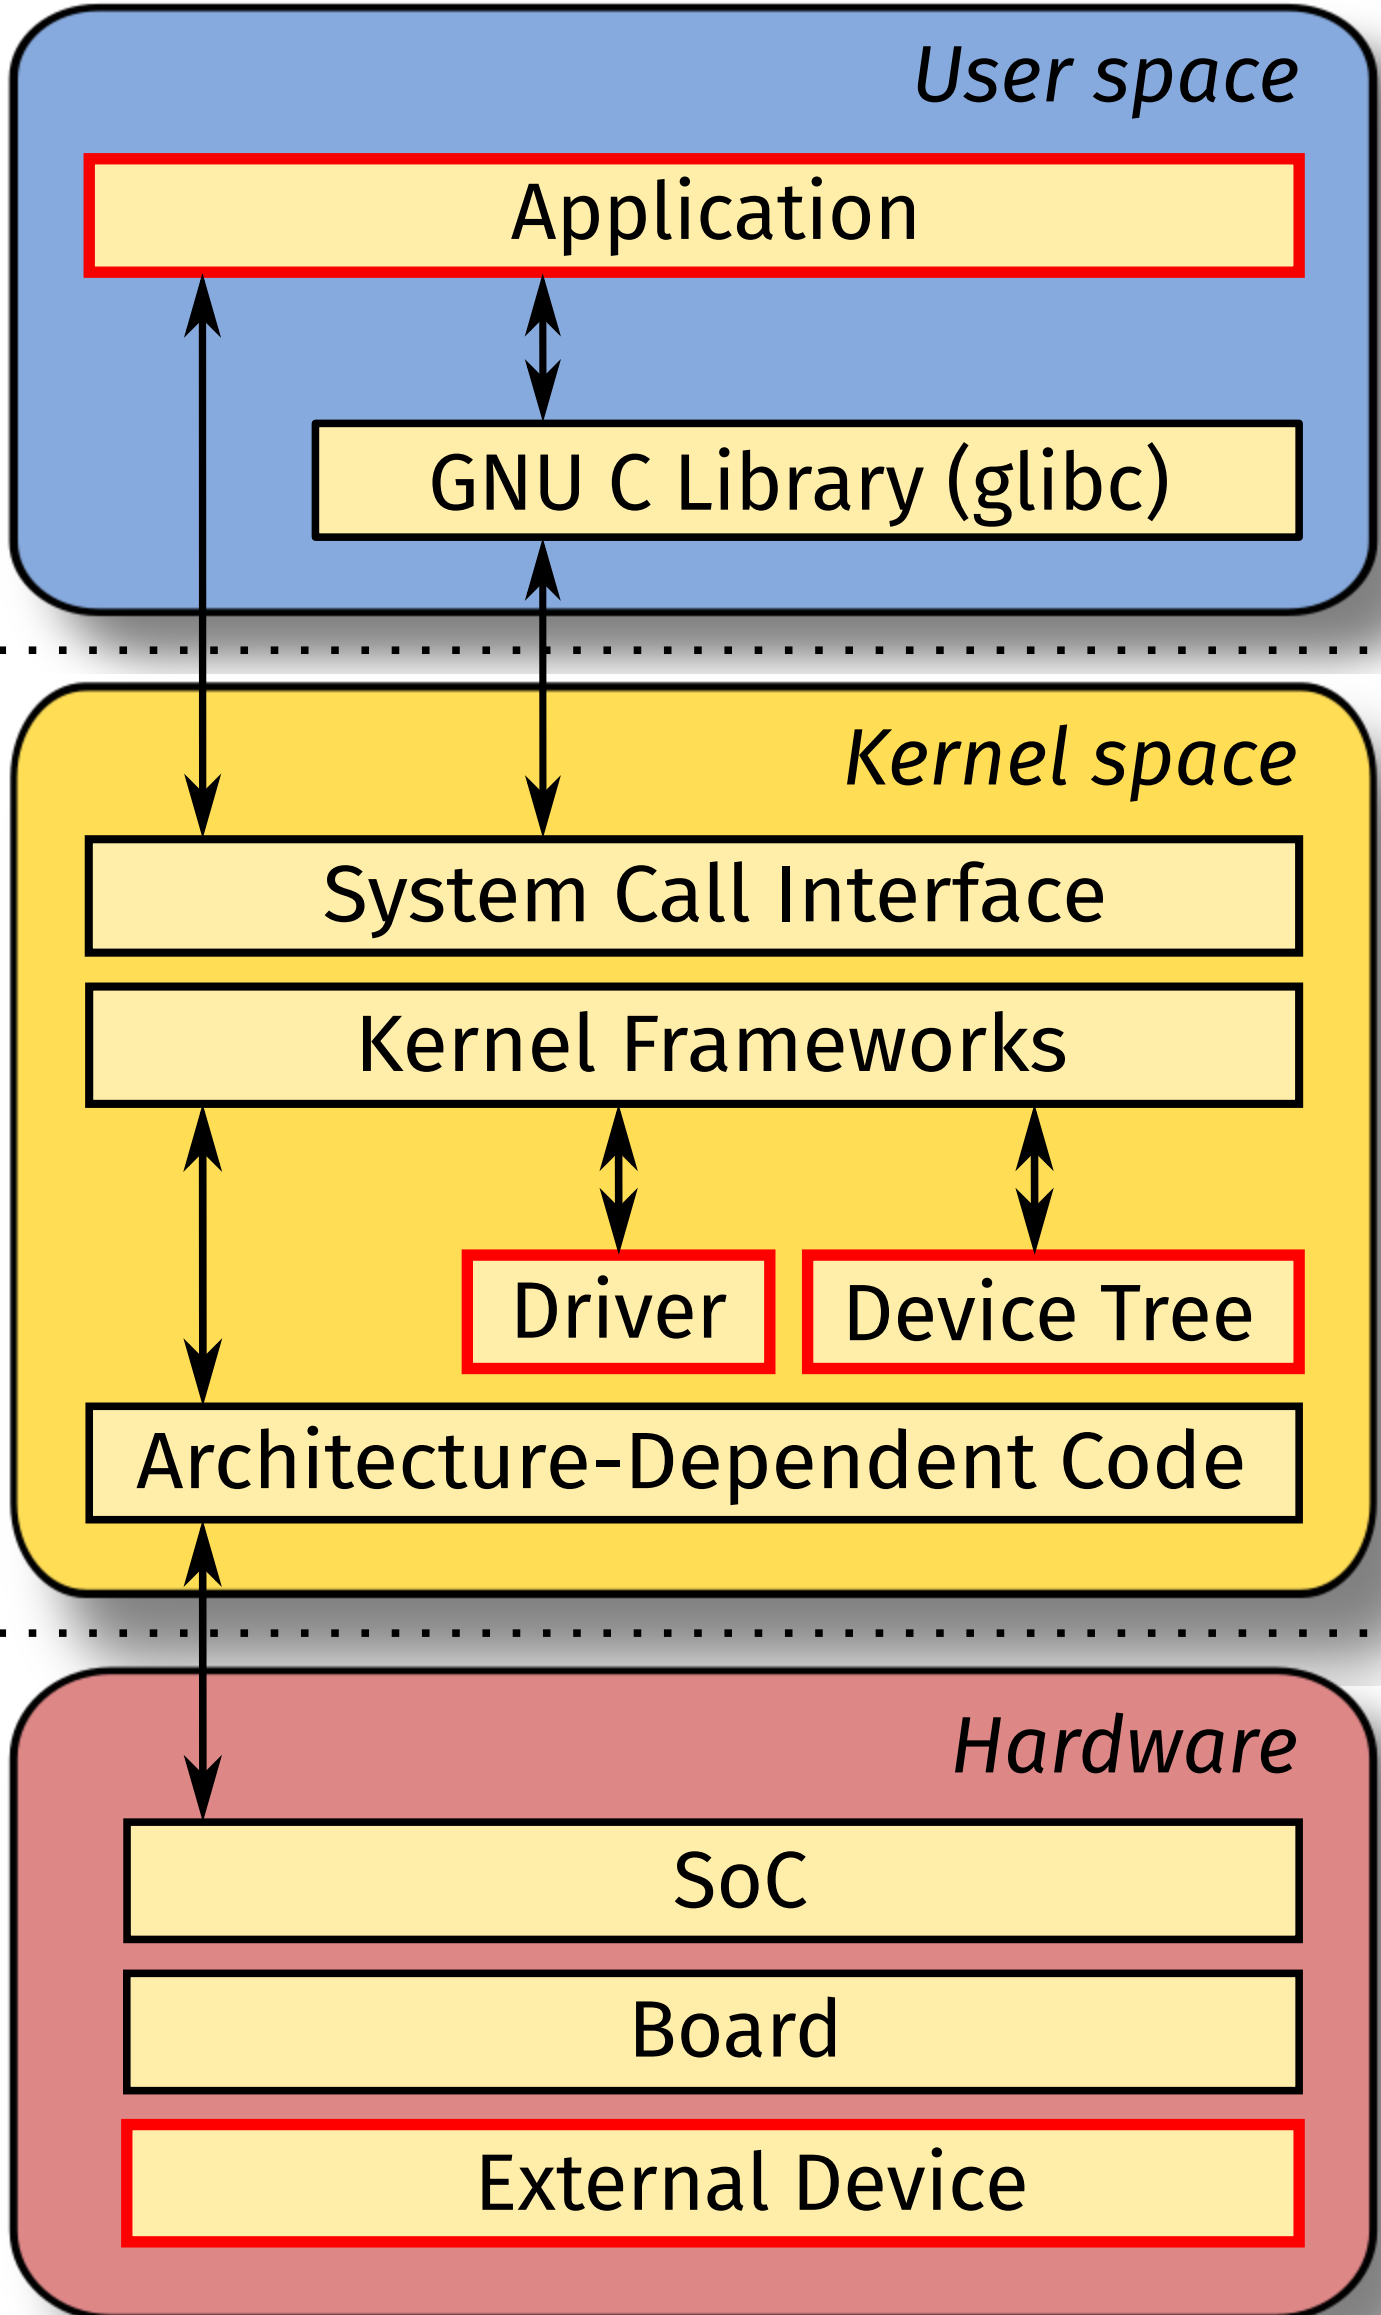 User space
Application
GNU C Library (glibc)
Kernel space
System Call Interface
Kernel Frameworks
Driver
Device Tree
Architecture-Dependent Code
Hardware
SoC
Board
External Device